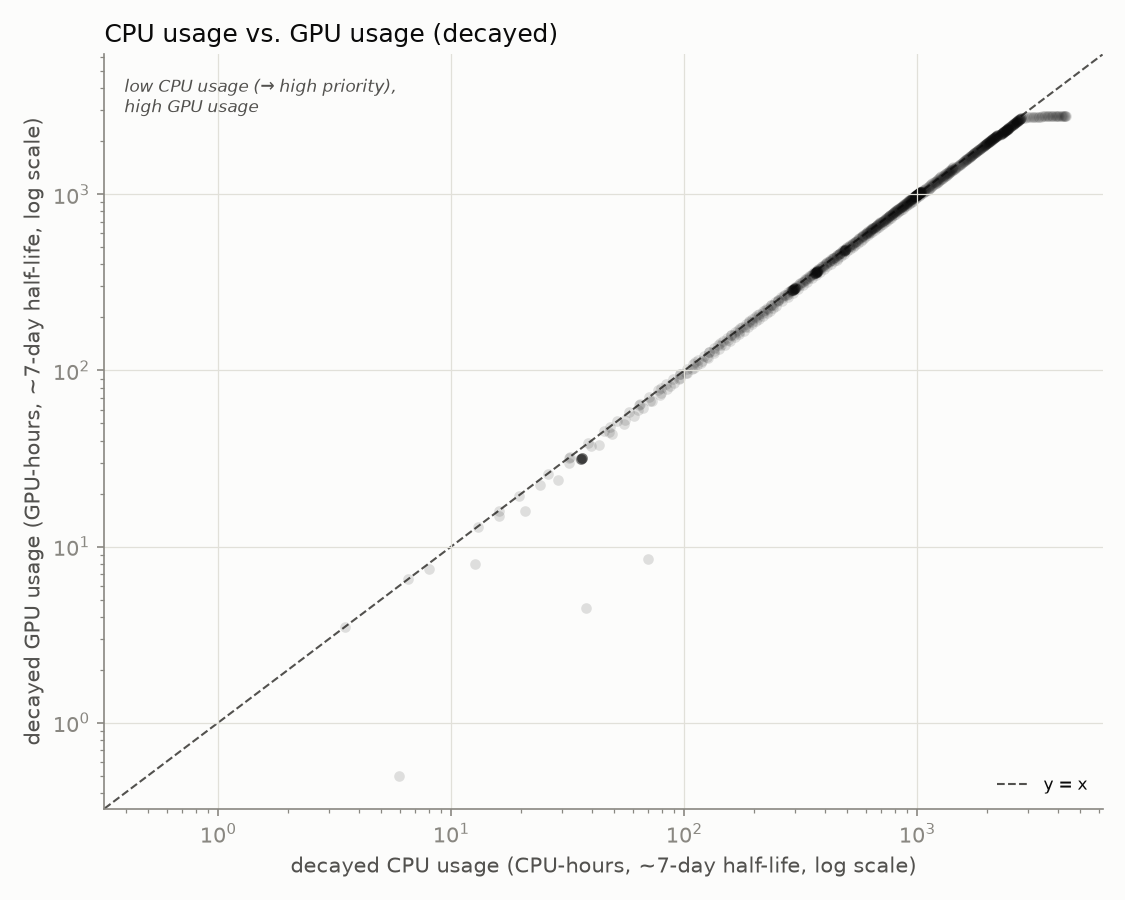 CPU usage vs. GPU usage (decayed)
low CPU usage (→ high priority),
high GPU usage
decayed GPU usage (GPU-hours, ~7-day half-life, log scale)
10³
10²
10¹
10⁰
y = x
10⁰ 10¹ 10² 10³
decayed CPU usage (CPU-hours, ~7-day half-life, log scale)